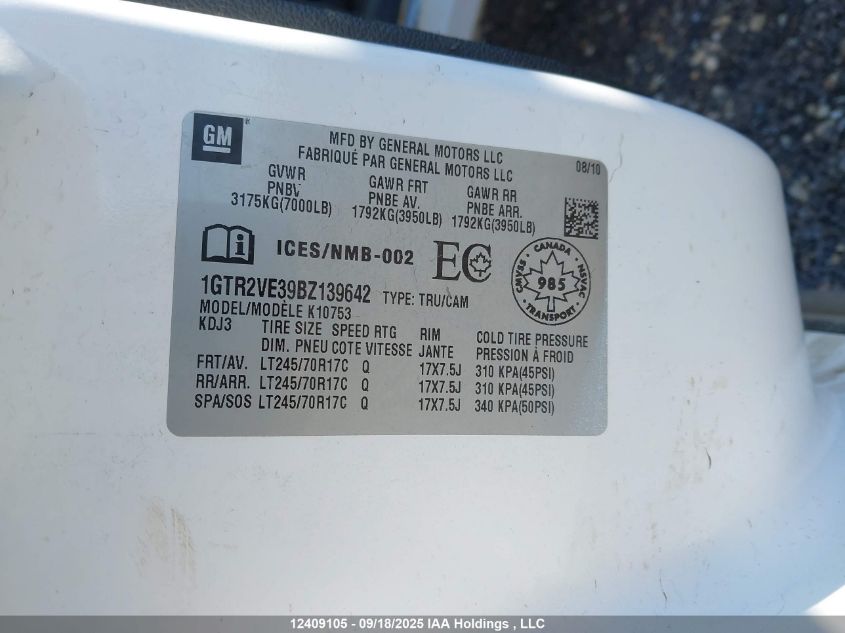 GM
MFD BY GENERAL MOTORS LLC
FABRIQUÉ PAR GENERAL MOTORS LLC
08/10
GVWR GAWR FRT GAWR RR
PNBV PNBE AV. PNBE ARR.
3175KG(7000LB) 1792KG(3950LB) 1792KG(3950LB)
ICES/NMB-002 EC
CANADA
SVAMC 985 NSVAC
TRANSPORT
1GTR2VE39BZ139642 TYPE: TRU/CAM
MODEL/MODÈLE K10753
KDJ3 TIRE SIZE SPEED RTG RIM COLD TIRE PRESSURE
DIM. PNEU COTE VITESSE JANTE PRESSION À FROID
FRT/AV. LT245/70R17C Q 17X7.5J 310 KPA(45PSI)
RR/ARR. LT245/70R17C Q 17X7.5J 310 KPA(45PSI)
SPA/SOS LT245/70R17C Q 17X7.5J 340 KPA(50PSI)
12409105 - 09/18/2025 IAA Holdings , LLC